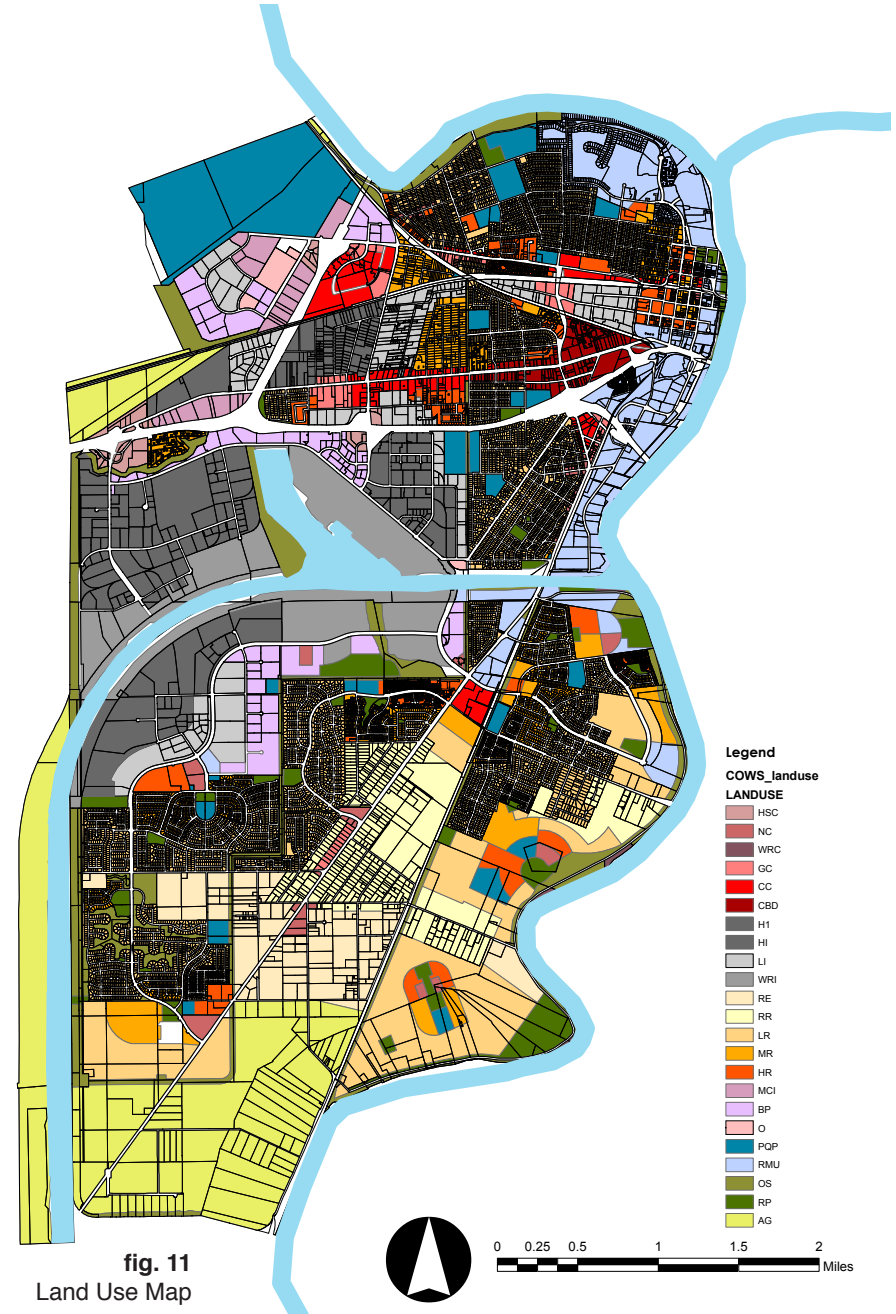 Legend
COWS_landuse
LANDUSE
HSC
NC
WRC
GC
CC
CBD
H1
HI
LI
WRI
RE
RR
LR
MR
HR
MCI
BP
O
PQP
RMU
OS
RP
AG
fig. 11
Land Use Map
0 0.25 0.5 1 1.5 2
Miles